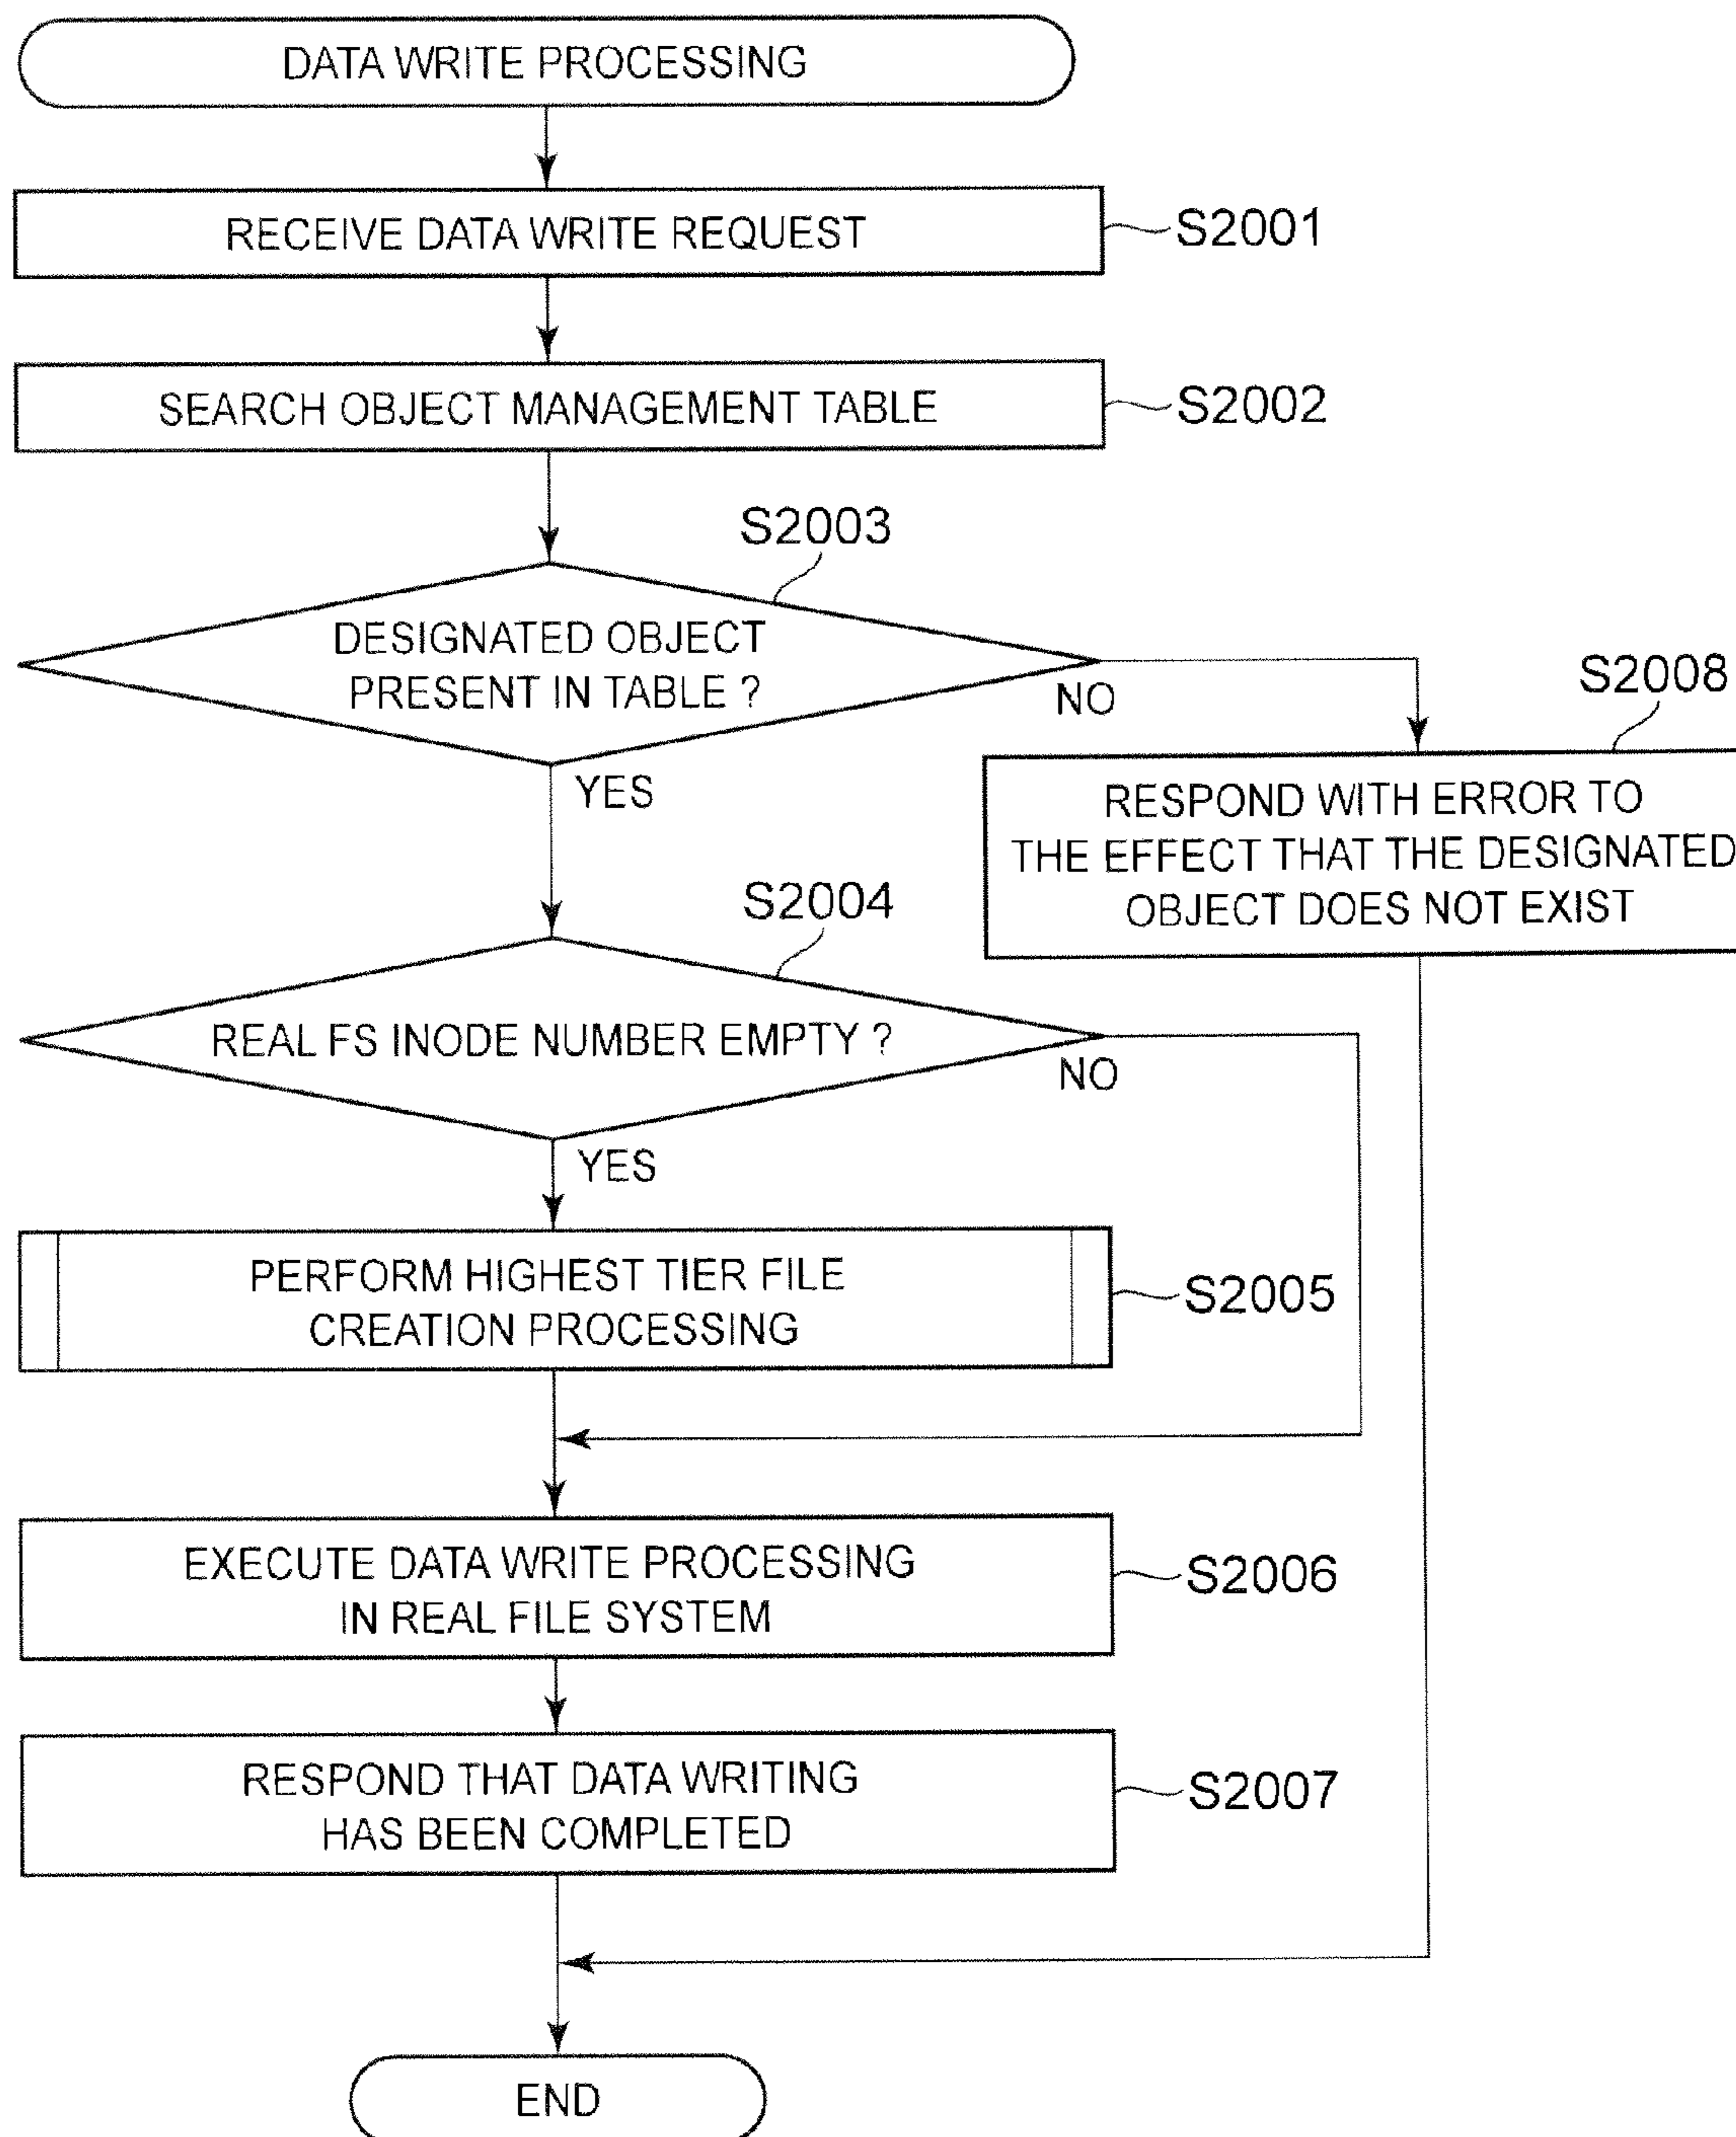 DATA WRITE PROCESSING
RECEIVE DATA WRITE REQUEST
S2001
SEARCH OBJECT MANAGEMENT TABLE
S2002
S2003
DESIGNATED OBJECT
PRESENT IN TABLE ?
NO
YES
S2008
RESPOND WITH ERROR TO
THE EFFECT THAT THE DESIGNATED
OBJECT DOES NOT EXIST
S2004
REAL FS INODE NUMBER EMPTY ?
NO
YES
PERFORM HIGHEST TIER FILE
CREATION PROCESSING
S2005
EXECUTE DATA WRITE PROCESSING
IN REAL FILE SYSTEM
S2006
RESPOND THAT DATA WRITING
HAS BEEN COMPLETED
S2007
END